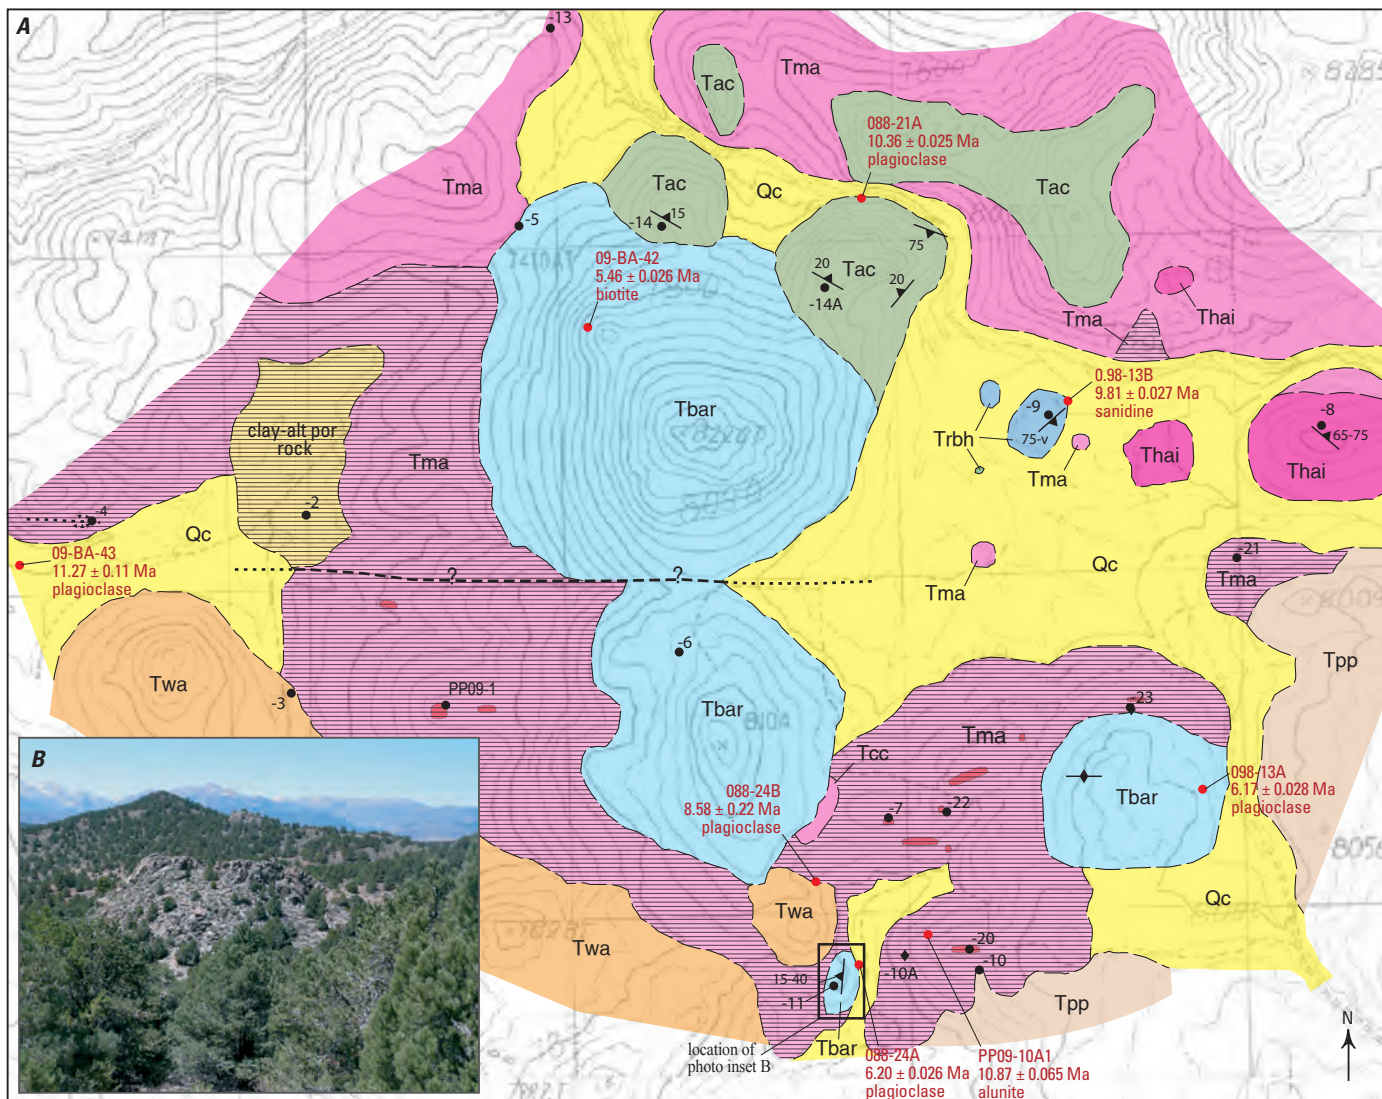 A
-13
Tma
7600
8285
Tac
088-21A
10.36 ± 0.025 Ma
plagioclase
Tma
Tac
Qc
Tac
-5
-14
15
7414T
75
09-BA-42
5.46 ± 0.026 Ma
biotite
20
Tac
20
-14A
Thai
Tma
0.98-13B
9.81 ± 0.027 Ma
sanidine
Tbar
-9
-8
clay-alt por
rock
Tma
Trbh
75-v
65-75
Tma
Thai
Thai
-2
-4
Qc
09-BA-43
11.27 ± 0.11 Ma
plagioclase
?
?
Qc
-21
Tma
Tma
8009
-6
Twa
-3
PP09-1
Tpp
Tbar
8104
-23
Tma
B
Tcc
098-13A
6.17 ± 0.028 Ma
plagioclase
088-24B
8.58 ± 0.22 Ma
plagioclase
-7
-22
Tbar
8056
Qc
Twa
Twa
-20
-10A
-10
15-40
-11
Tpp
N
location of
photo inset B
Tbar
088-24A
6.20 ± 0.026 Ma
plagioclase
PP09-10A1
10.87 ± 0.065 Ma
alunite